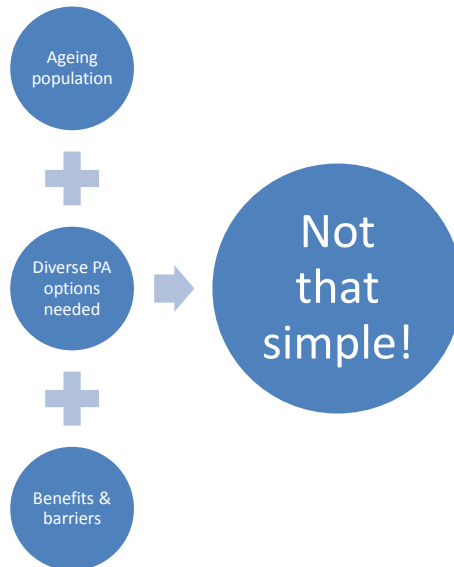 Ageing
population
Diverse PA
options
needed
Not
that
simple!
Benefits &
barriers